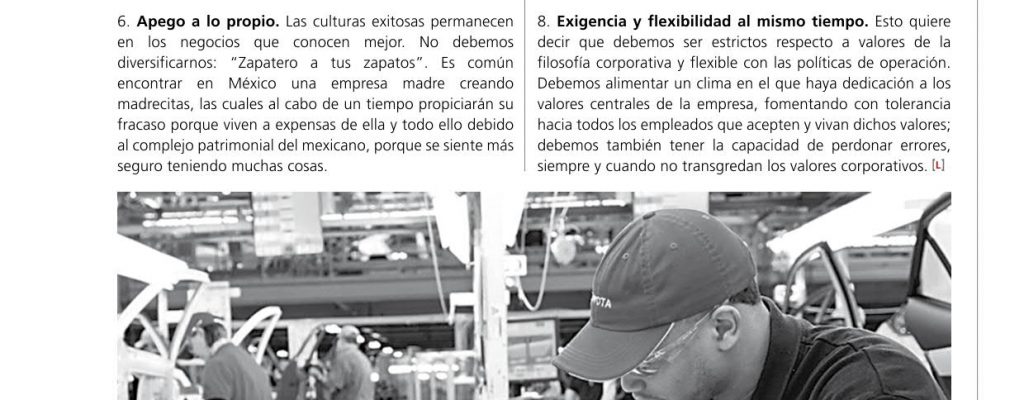 6. Apego a lo propio. Las culturas exitosas permanecen
en los negocios que conocen mejor. No debemos
diversificarnos: “Zapatero a tus zapatos”. Es común
encontrar en México una empresa madre creando
madrecitas, las cuales al cabo de un tiempo propiciarán su
fracaso porque viven a expensas de ella y todo ello debido
al complejo patrimonial del mexicano, porque se siente más
seguro teniendo muchas cosas.
8. Exigencia y flexibilidad al mismo tiempo. Esto quiere
decir que debemos ser estrictos respecto a valores de la
filosofía corporativa y flexible con las políticas de operación.
Debemos alimentar un clima en el que haya dedicación a los
valores centrales de la empresa, fomentando con tolerancia
hacia todos los empleados que acepten y vivan dichos valores;
debemos también tener la capacidad de perdonar errores,
siempre y cuando no transgredan los valores corporativos. [L]
OTA